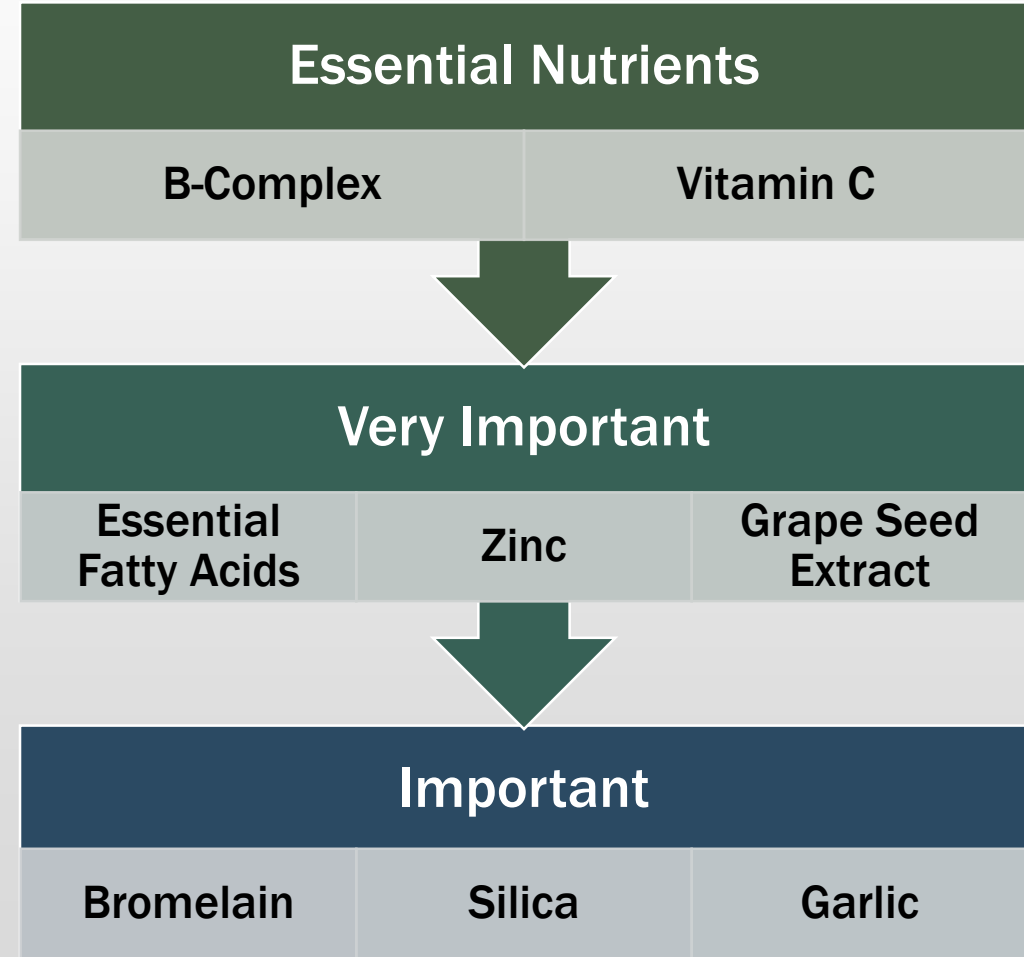 Essential Nutrients
B-Complex
Vitamin C
Very Important
Essential
Fatty Acids
Zinc
Grape Seed
Extract
Important
Bromelain
Silica
Garlic